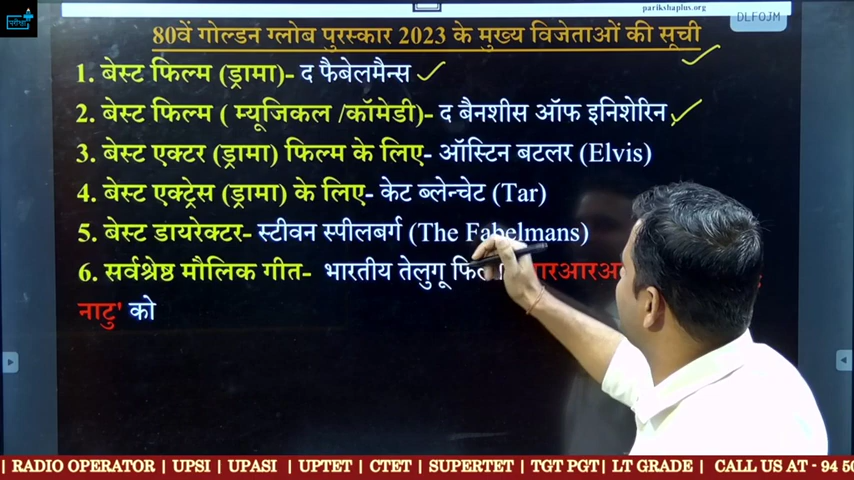 परीक्षा
parikshaplus.org
DLFOJM
80वें गोल्डन ग्लोब पुरस्कार 2023 के मुख्य विजेताओं की सूची
1. बेस्ट फिल्म (ड्रामा)- द फैबेलमैन्स
2. बेस्ट फिल्म ( म्यूजिकल /कॉमेडी)- द बैनशीस ऑफ इनिशेरिन
3. बेस्ट एक्टर (ड्रामा) फिल्म के लिए- ऑस्टिन बटलर (Elvis)
4. बेस्ट एक्ट्रेस (ड्रामा) के लिए- केट ब्लेन्चेट (Tar)
5. बेस्ट डायरेक्टर- स्टीवन स्पीलबर्ग (The Fabelmans)
6. सर्वश्रेष्ठ मौलिक गीत- भारतीय तेलुगू
नाटु' को
| RADIO OPERATOR | UPSI | UPASI | UPTET | CTET | SUPERTET | TGT PGT| LT GRADE | CALL US AT - 94 50